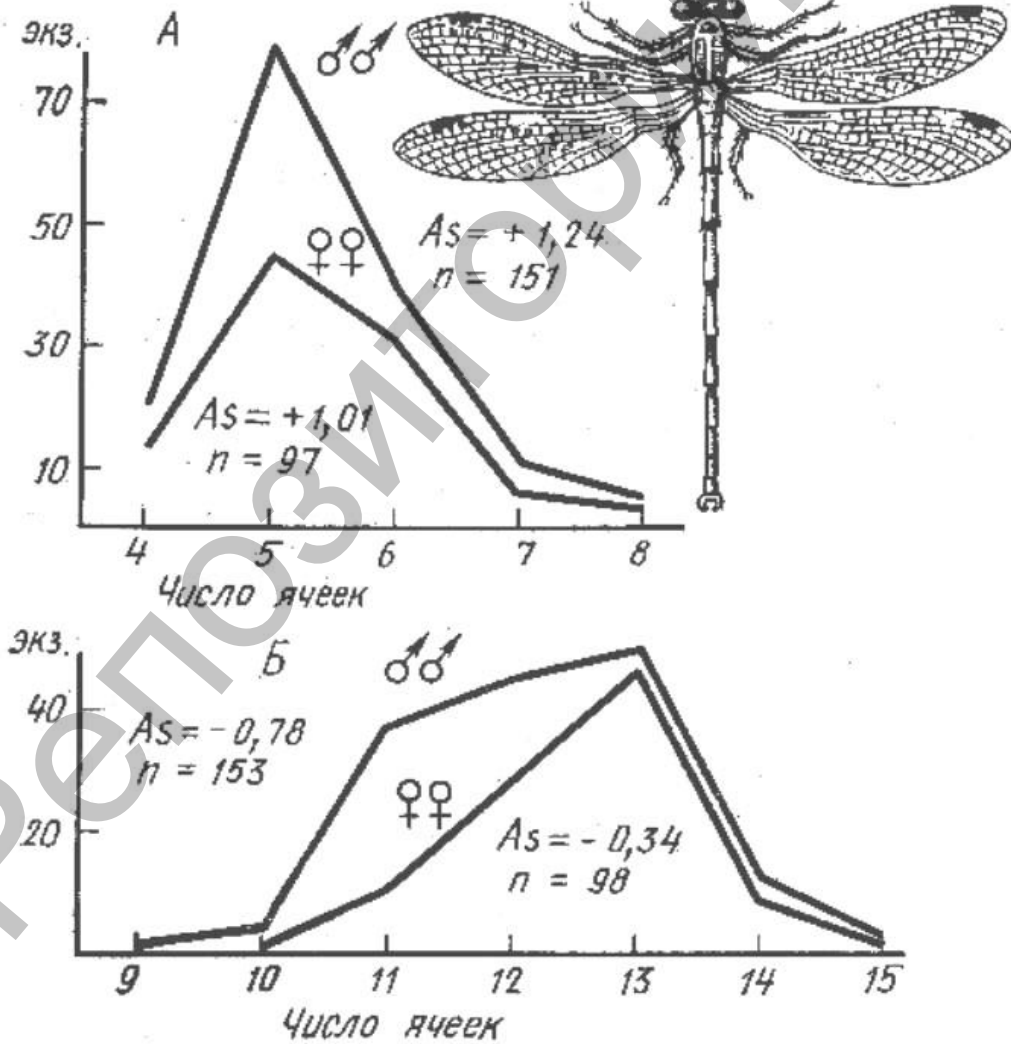 экз. А
70
♂♂
50
♀♀
As = + 1,24
n = 151
30
As = +1,01
n = 97
10
4 5 6 7 8
Число ячеек
экз. Б
♂♂
40
As = - 0,78
n = 153
♀♀
20
As = - 0,34
n = 98
9 10 11 12 13 14 15
Число ячеек
Репозитори